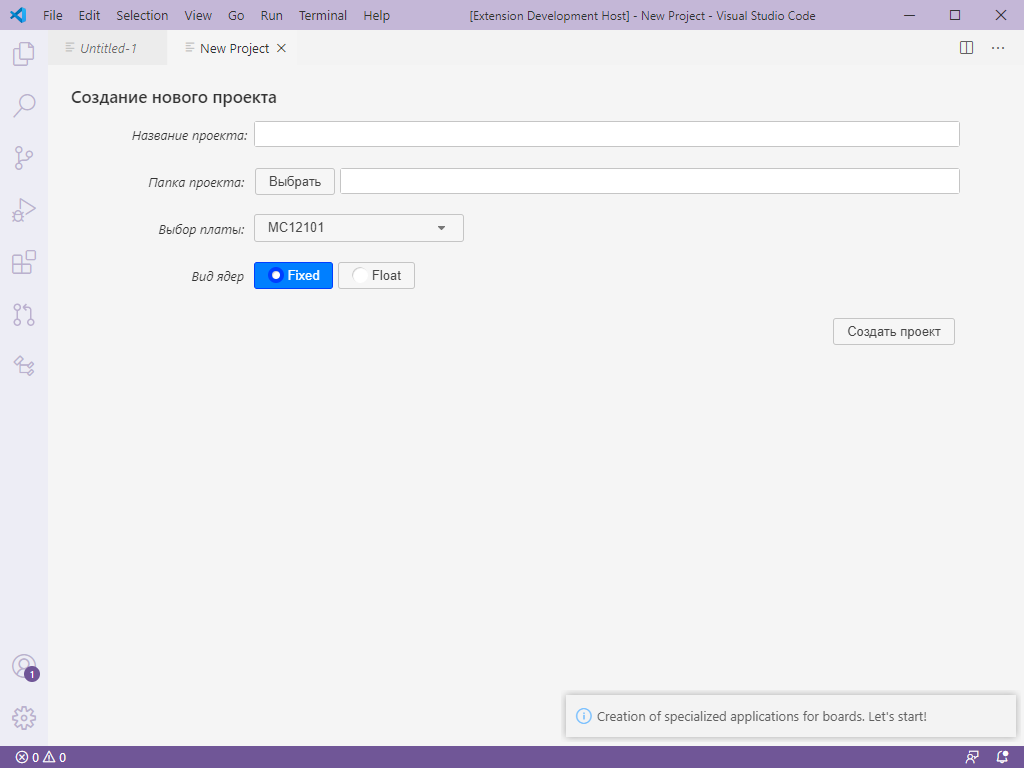 File Edit Selection View Go Run Terminal Help [Extension Development Host] - New Project - Visual Studio Code
Untitled-1 New Project
Создание нового проекта
Название проекта:
Папка проекта: Выбрать
Выбор платы: MC12101
Вид ядер Fixed Float
Создать проект
1
Creation of specialized applications for boards. Let's start!
0 0